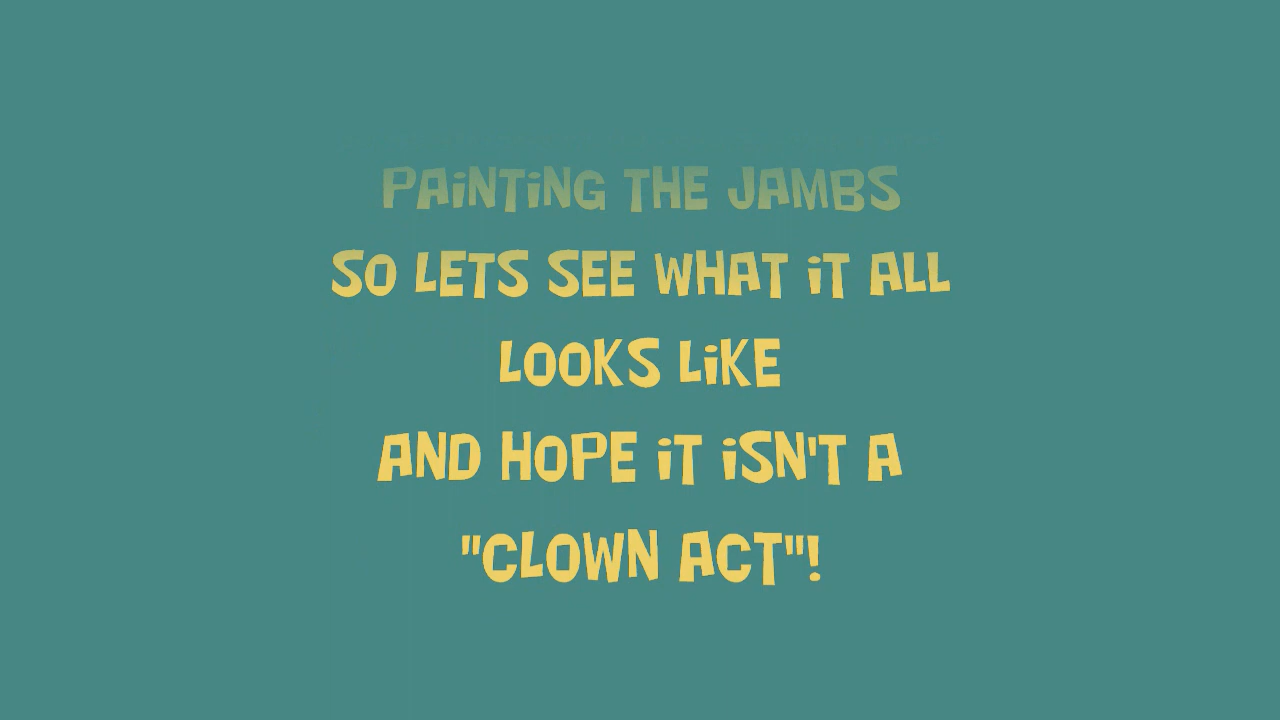 PAiNTiNG THE JAMBS
SO LETS SEE WHAT iT ALL
LOOKS LiKE
AND HOPE iT iSN'T A
"CLOWN ACT"!